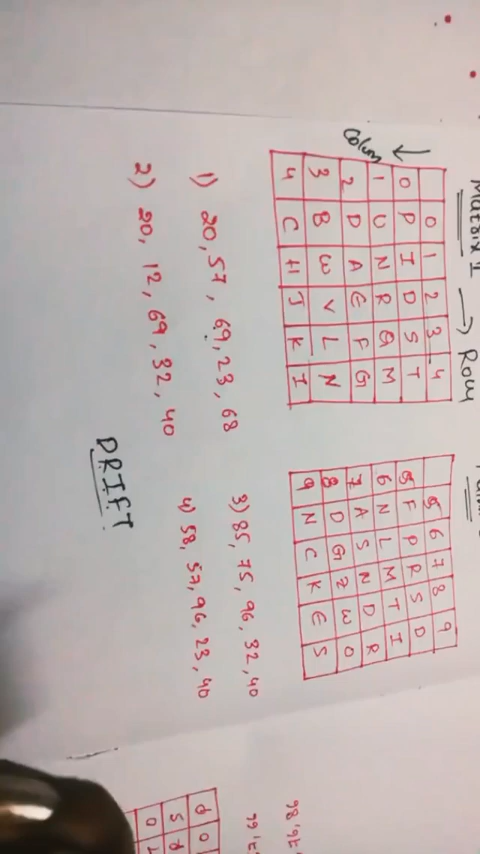 Matrix I → Row
Colum
0 1 2 3 4
0 P I D S T
1 U N R Q M
2 D A E F G
3 B W V L N
4 C H J K I
5 6 7 8 9
5 F P R S D
6 N L M T I
7 A S N D R
8 D G Z W O
9 N C K E S
1) 20, 57, 69, 23, 68
2) 20, 12, 69, 32, 40
3) 85, 75, 96, 32, 40
4) 58, 57, 96, 23, 40
DRIFT